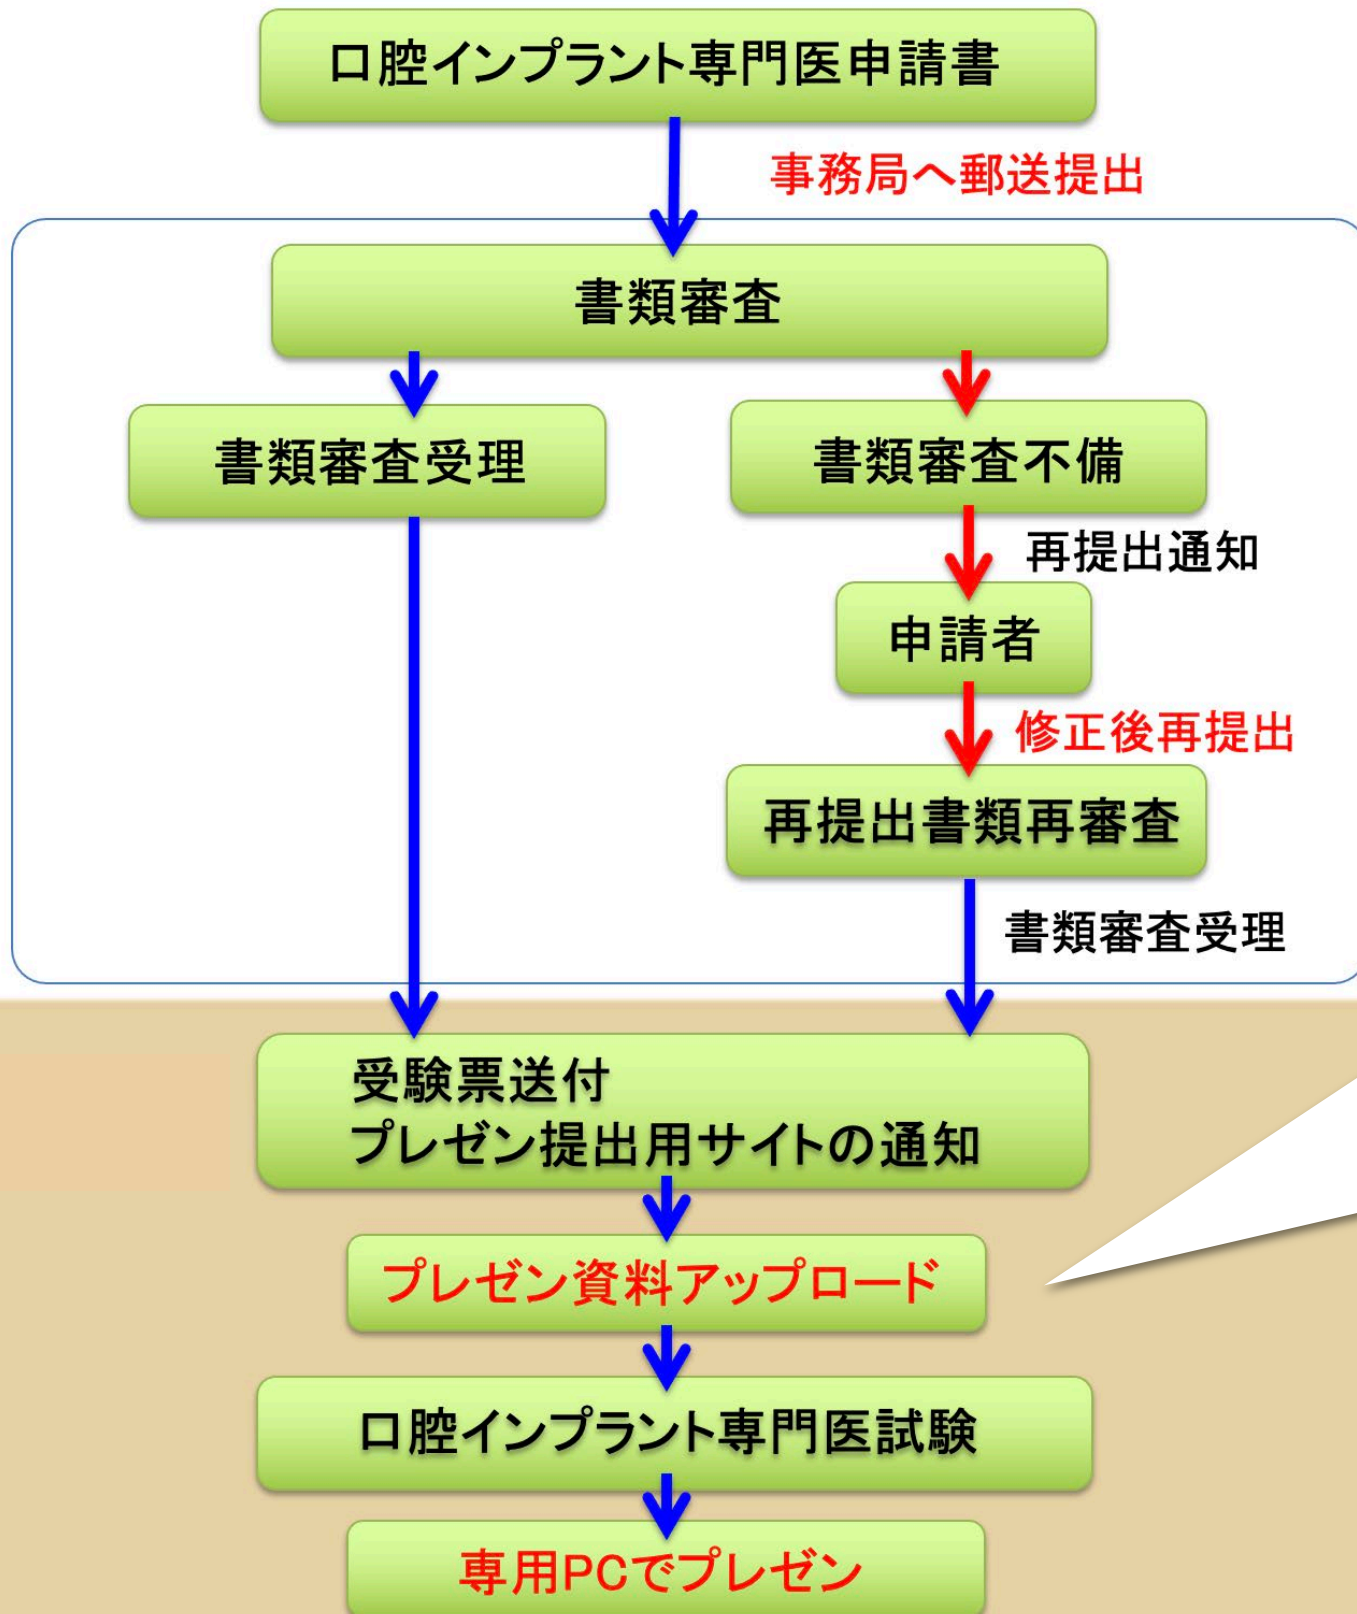 口腔インプラント専門医申請書
事務局へ郵送提出
書類審査
書類審査受理
書類審査不備
再提出通知
申請者
修正後再提出
再提出書類再審査
書類審査受理
受験票送付
プレゼン提出用サイトの通知
プレゼン資料アップロード
口腔インプラント専門医試験
専用PCでプレゼン